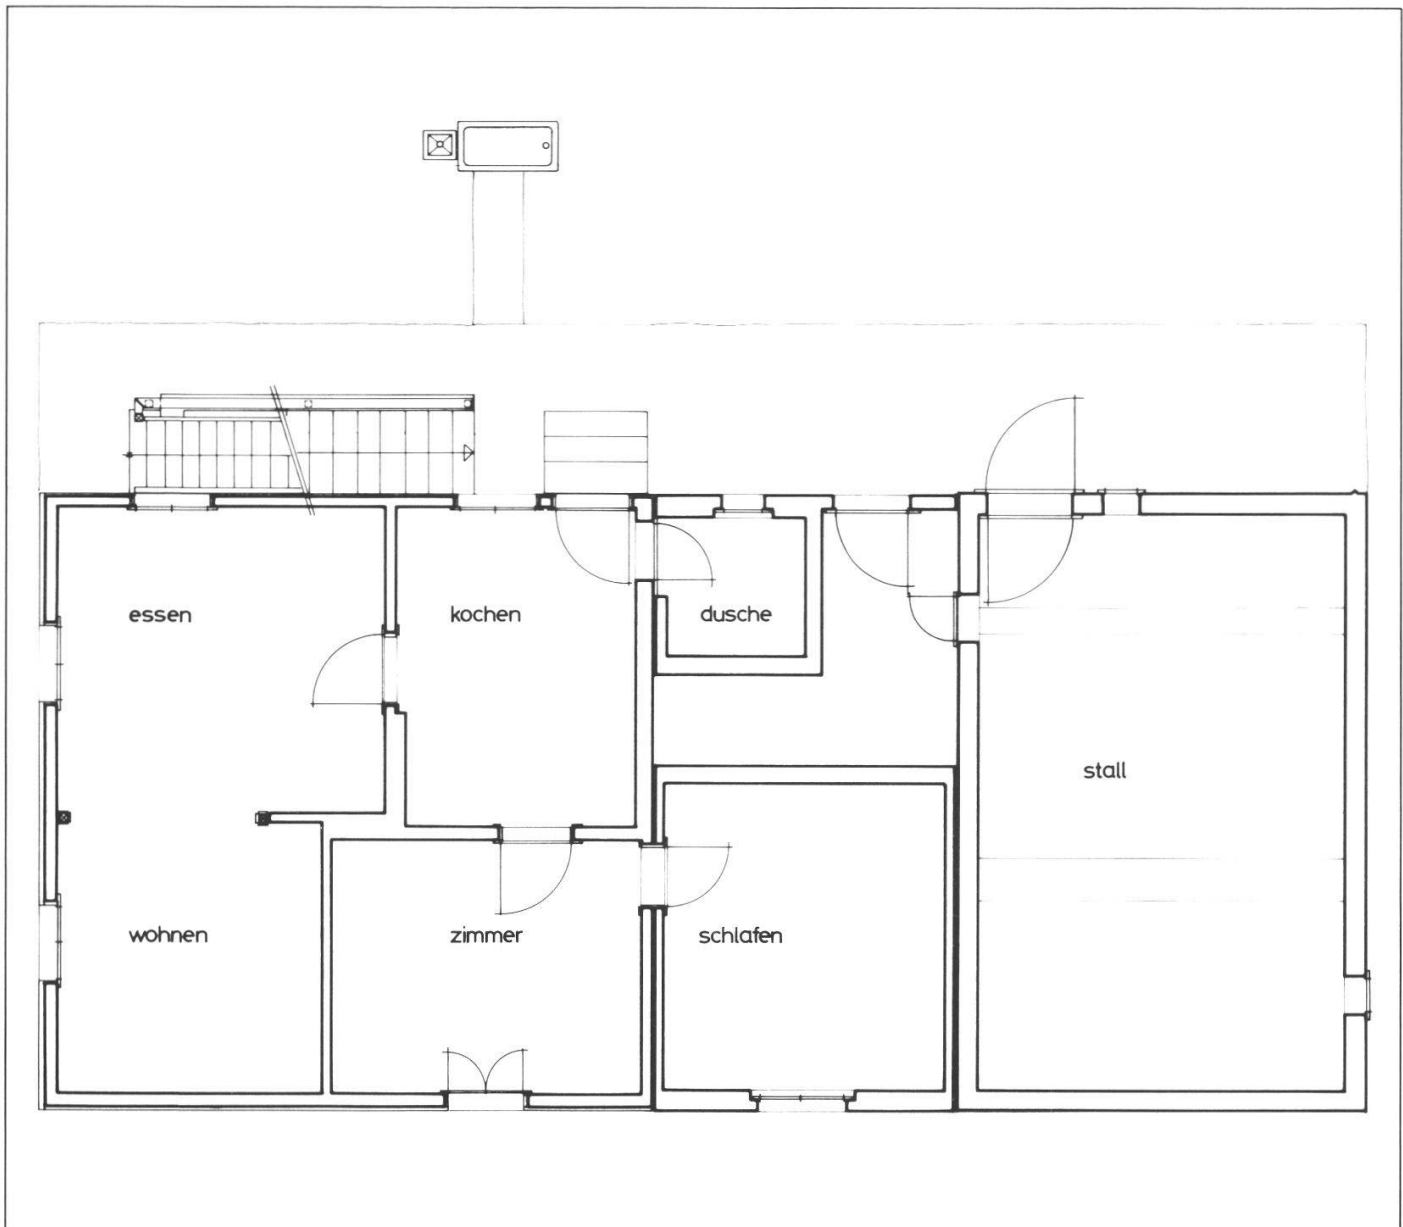 essen
kochen
dusche
stall
wohnen
zimmer
schlafen